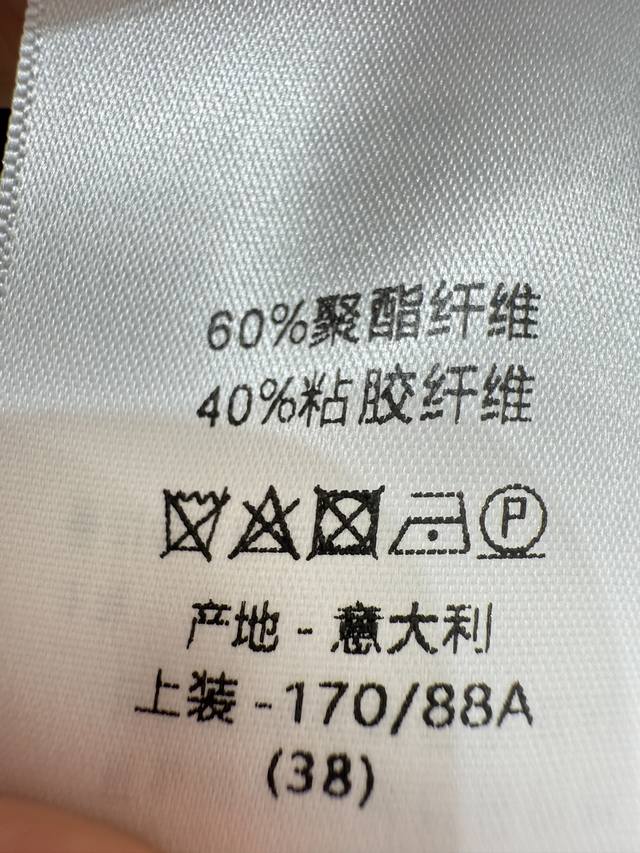 60%聚酯纤维
40%粘胶纤维
P
产地 - 意大利
上装 -170/88A
(38)